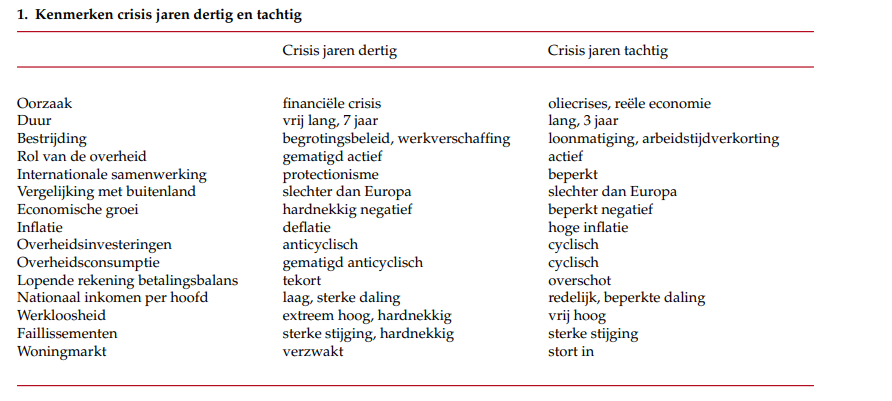 1. Kenmerken crisis jaren dertig en tachtig
Crisis jaren dertig Crisis jaren tachtig
Oorzaak financiële crisis oliecrises, reële economie
Duur vrij lang, 7 jaar lang, 3 jaar
Bestrijding begrotingsbeleid, werkverschaffing loonmatiging, arbeidstijdverkorting
Rol van de overheid gematigd actief actief
Internationale samenwerking protectionisme beperkt
Vergelijking met buitenland slechter dan Europa slechter dan Europa
Economische groei hardnekkig negatief beperkt negatief
Inflatie deflatie hoge inflatie
Overheidsinvesteringen anticyclisch cyclisch
Overheidsconsumptie gematigd anticyclisch cyclisch
Lopende rekening betalingsbalans tekort overschot
Nationaal inkomen per hoofd laag, sterke daling redelijk, beperkte daling
Werkloosheid extreem hoog, hardnekkig vrij hoog
Faillissementen sterke stijging, hardnekkig sterke stijging
Woningmarkt verzwakt stort in